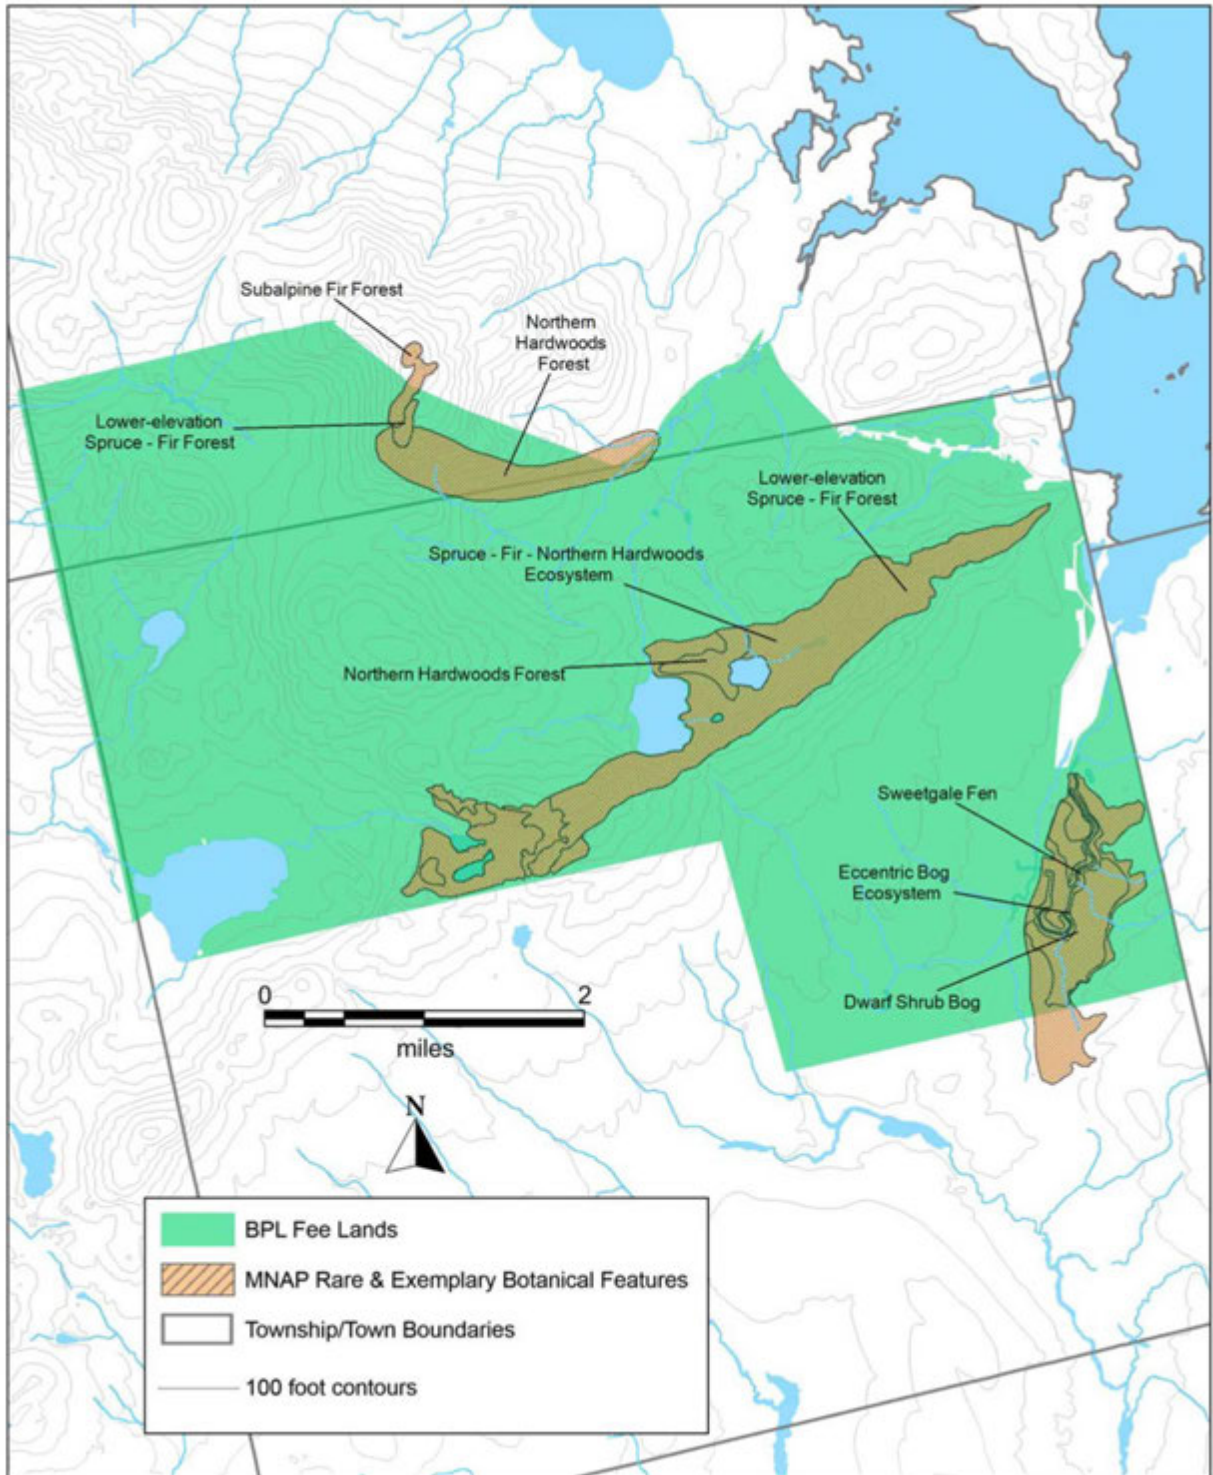 Subalpine Fir Forest
Northern
Hardwoods
Forest
Lower-elevation
Spruce - Fir Forest
Lower-elevation
Spruce - Fir Forest
Spruce - Fir - Northern Hardwoods
Ecosystem
Northern Hardwoods Forest
Sweetgale Fen
Eccentric Bog
Ecosystem
Dwarf Shrub Bog
0 2
miles
N
BPL Fee Lands
MNAP Rare & Exemplary Botanical Features
Township/Town Boundaries
100 foot contours